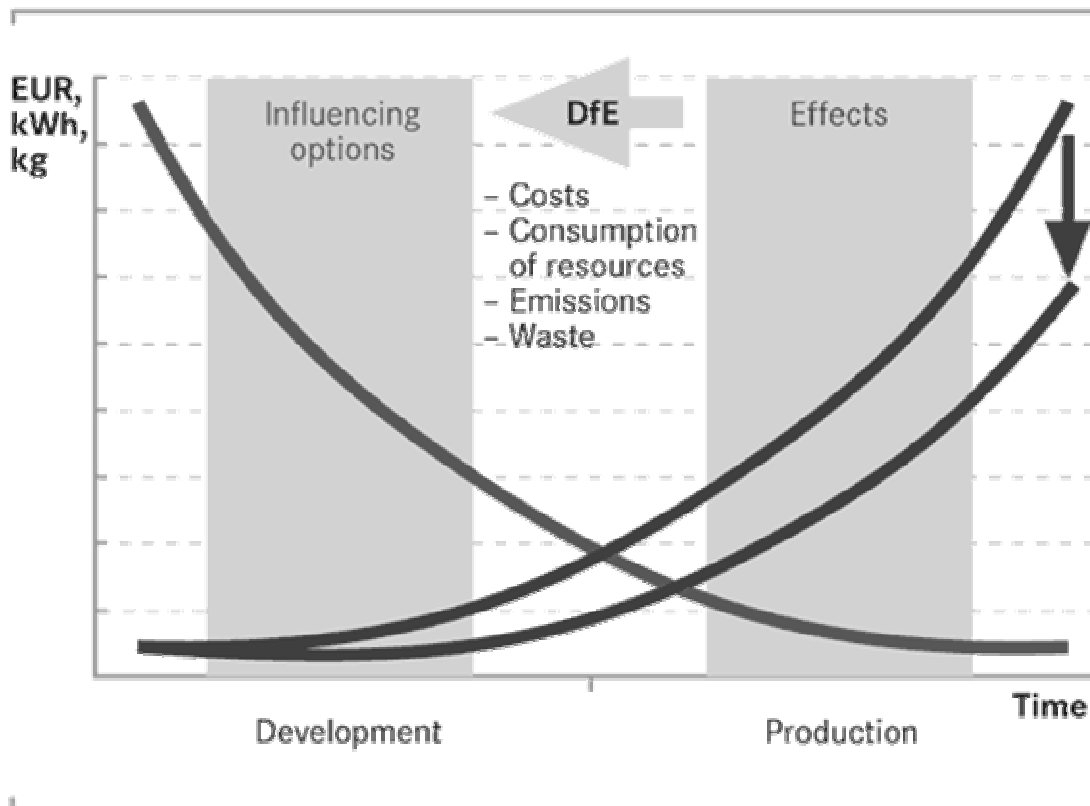 EUR,
kWh,
kg
Influencing
options
DfE
Effects
– Costs
– Consumption
of resources
– Emissions
– Waste
Time
Development
Production